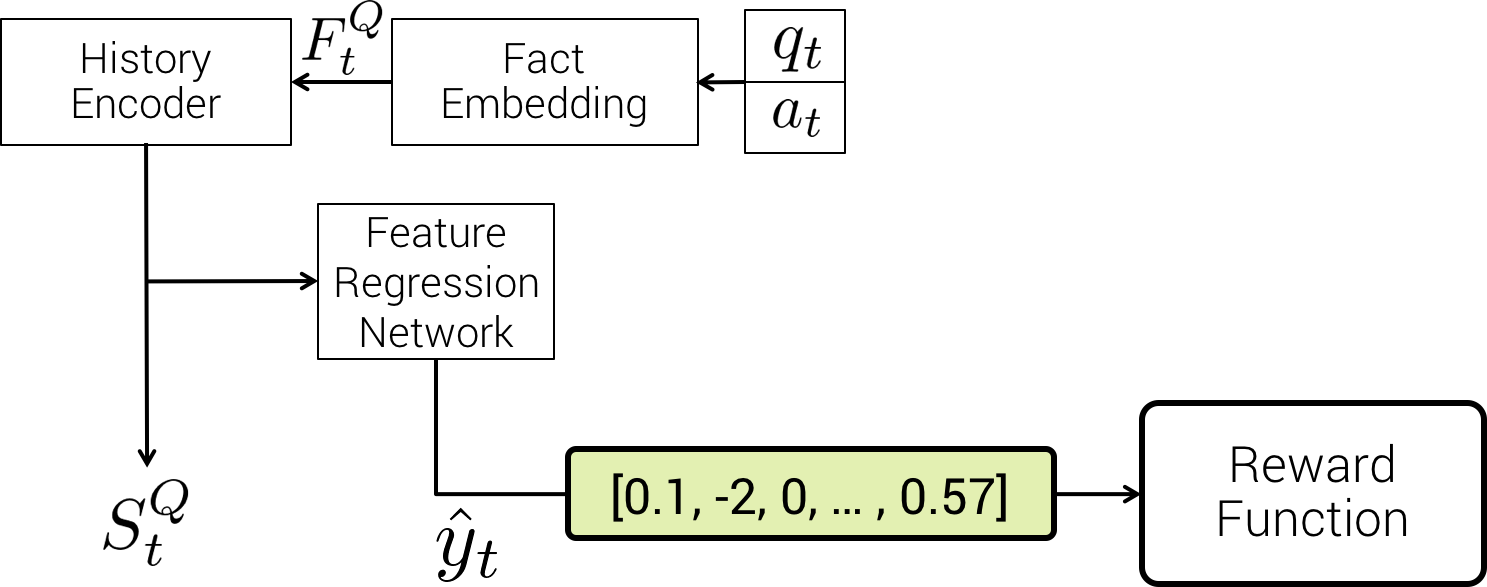 History
Encoder
F_t^Q
Fact
Embedding
q_t
a_t
Feature
Regression
Network
S_t^Q
ŷ_t
[0.1, -2, 0, ... , 0.57]
Reward
Function